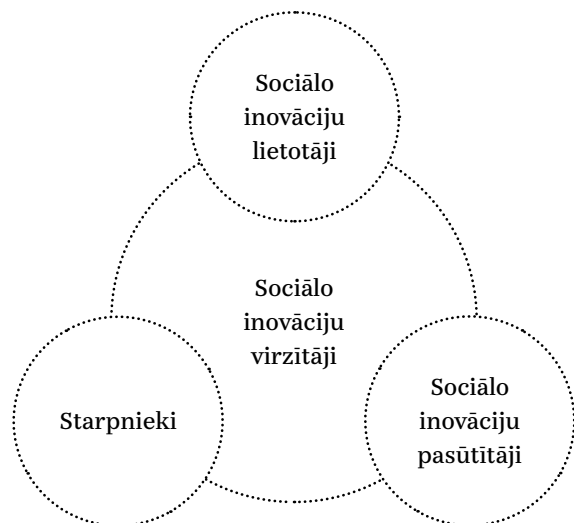 Sociālo
inovāciju
lietotāji
Sociālo
inovāciju
virzītāji
Starpnieki
Sociālo
inovāciju
pasūtītāji